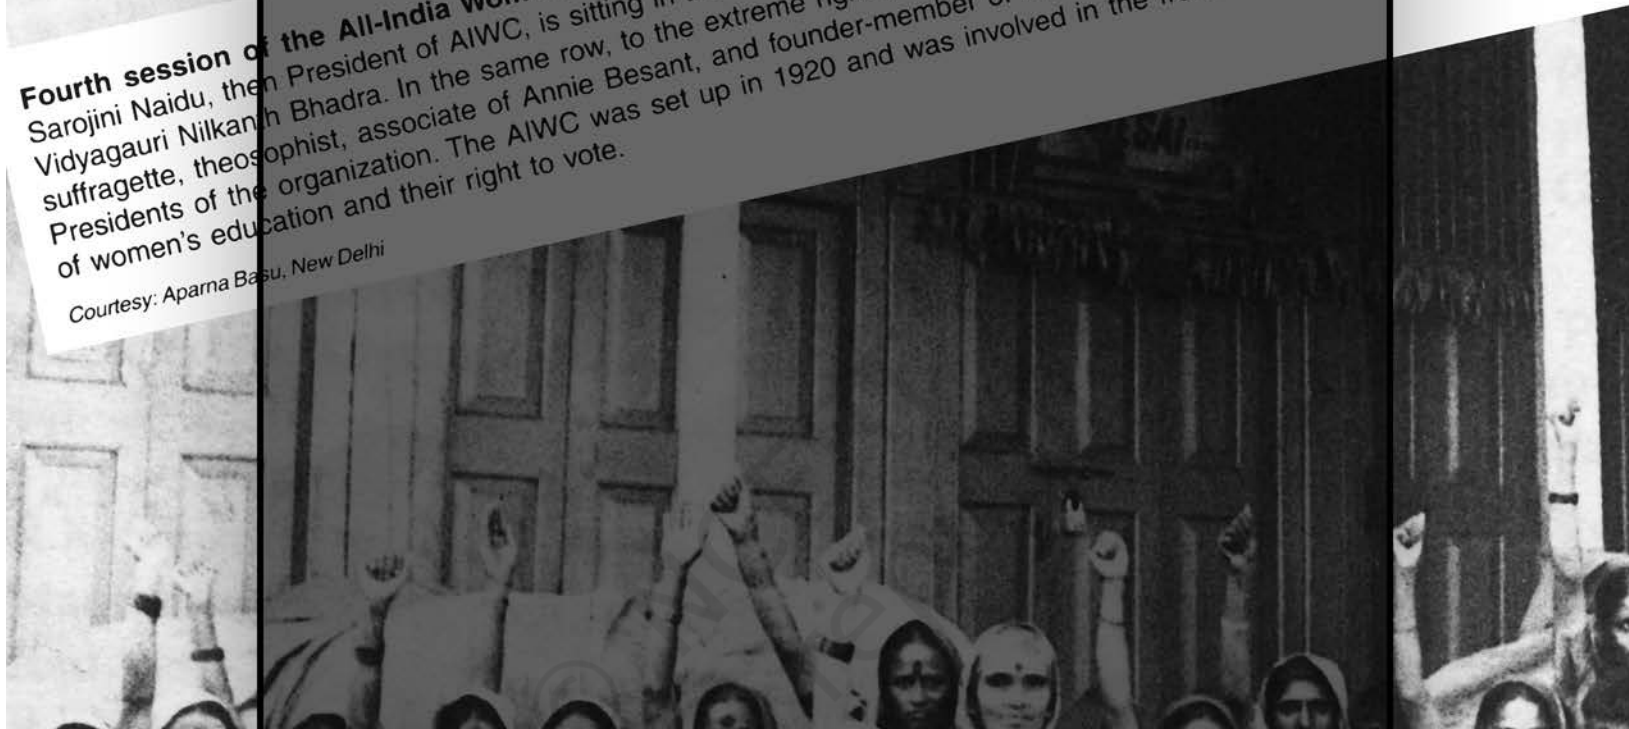 Fourth session of the All-India
Sarojini Naidu, then President of AIWC, is sitting in
Vidyagauri Nilkanth Bhadra. In the same row, to the extreme
suffragette, theosophist, associate of Annie Besant, and founder-member
Presidents of the organization. The AIWC was set up in 1920 and was involved in the
of women's education and their right to vote.
Courtesy: Aparna Basu, New Delhi